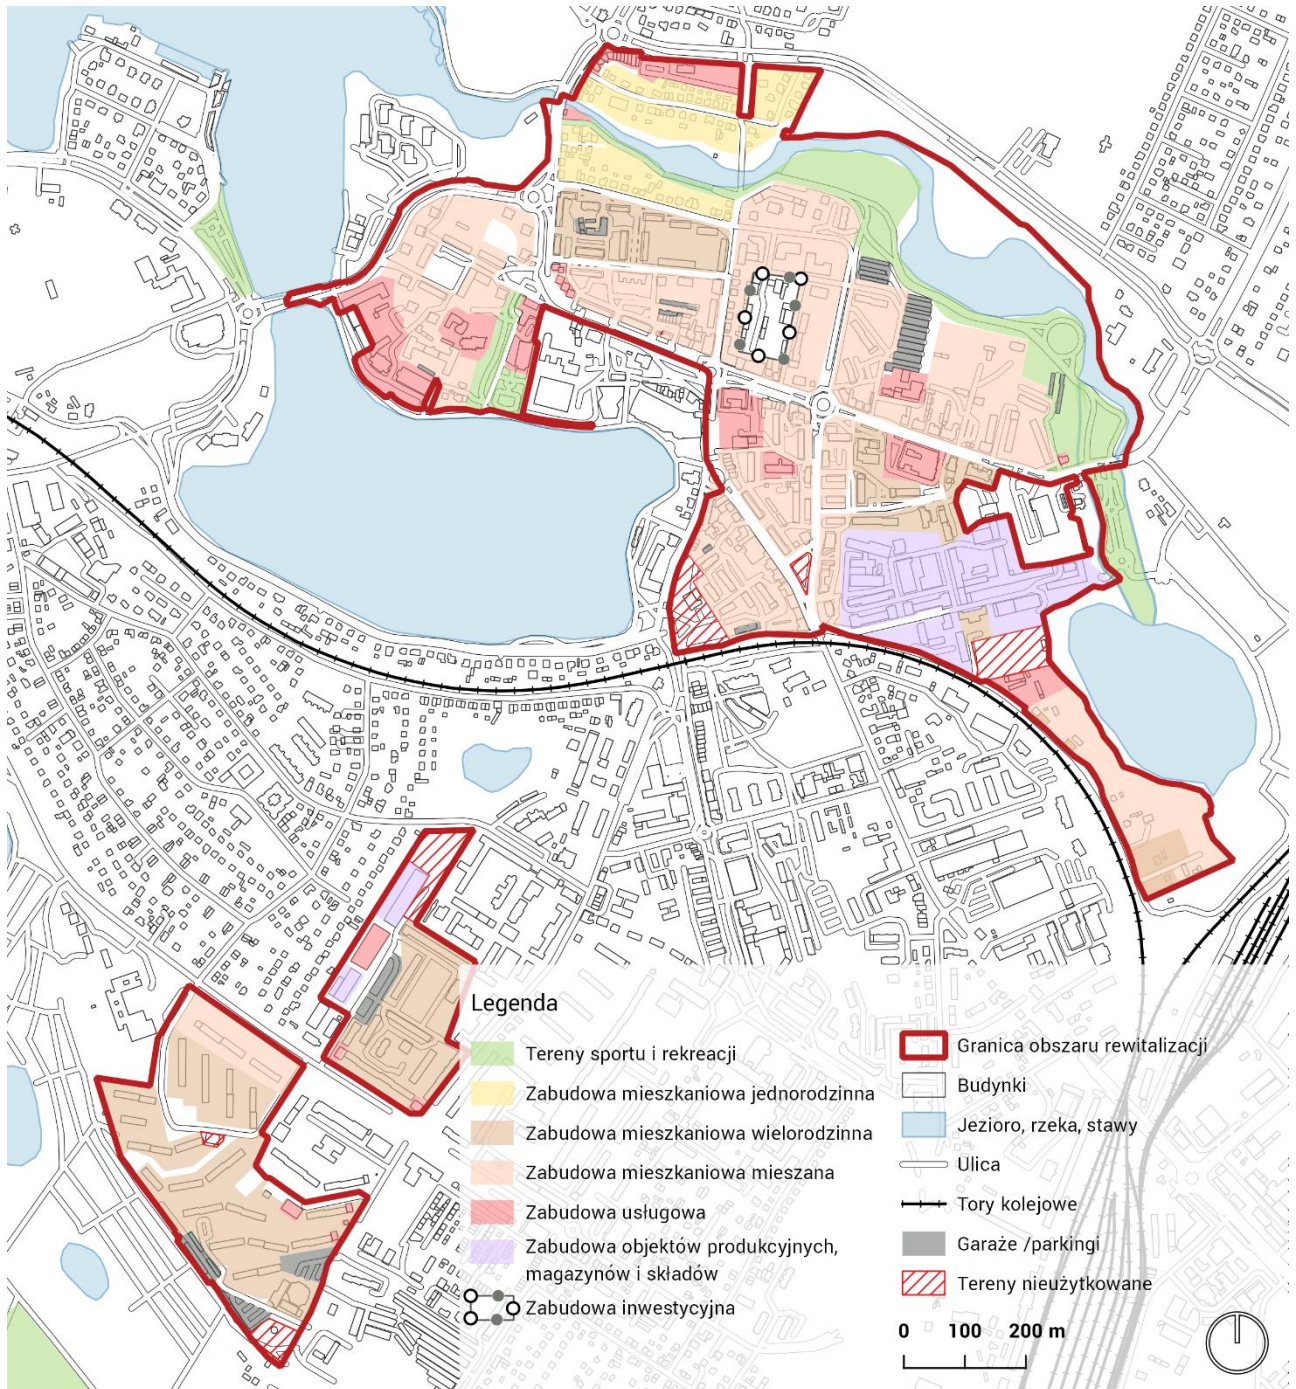 Legenda
Tereny sportu i rekreacji
Zabudowa mieszkaniowa jednorodzinna
Zabudowa mieszkaniowa wielorodzinna
Zabudowa mieszkaniowa mieszana
Zabudowa usługowa
Zabudowa objektów produkcyjnych,
magazynów i składów
Zabudowa inwestycyjna
Granica obszaru rewitalizacji
Budynki
Jezioro, rzeka, stawy
Ulica
Tory kolejowe
Garaże /parkingi
Tereny nieużytkowane
0 100 200 m